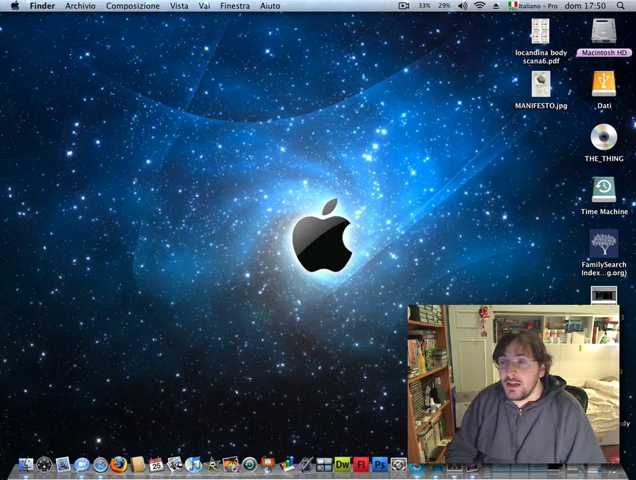 Finder Archivio Composizione Vista Vai Finestra Aiuto 33% 29% Italiano - Pro dom 17:50
locandina body
scana6.pdf
Macintosh HD
MANIFESTO.jpg
Dati
THE_THING
Time Machine
FamilySearch
Index...g.org)
25
Dw
Fl
Ps